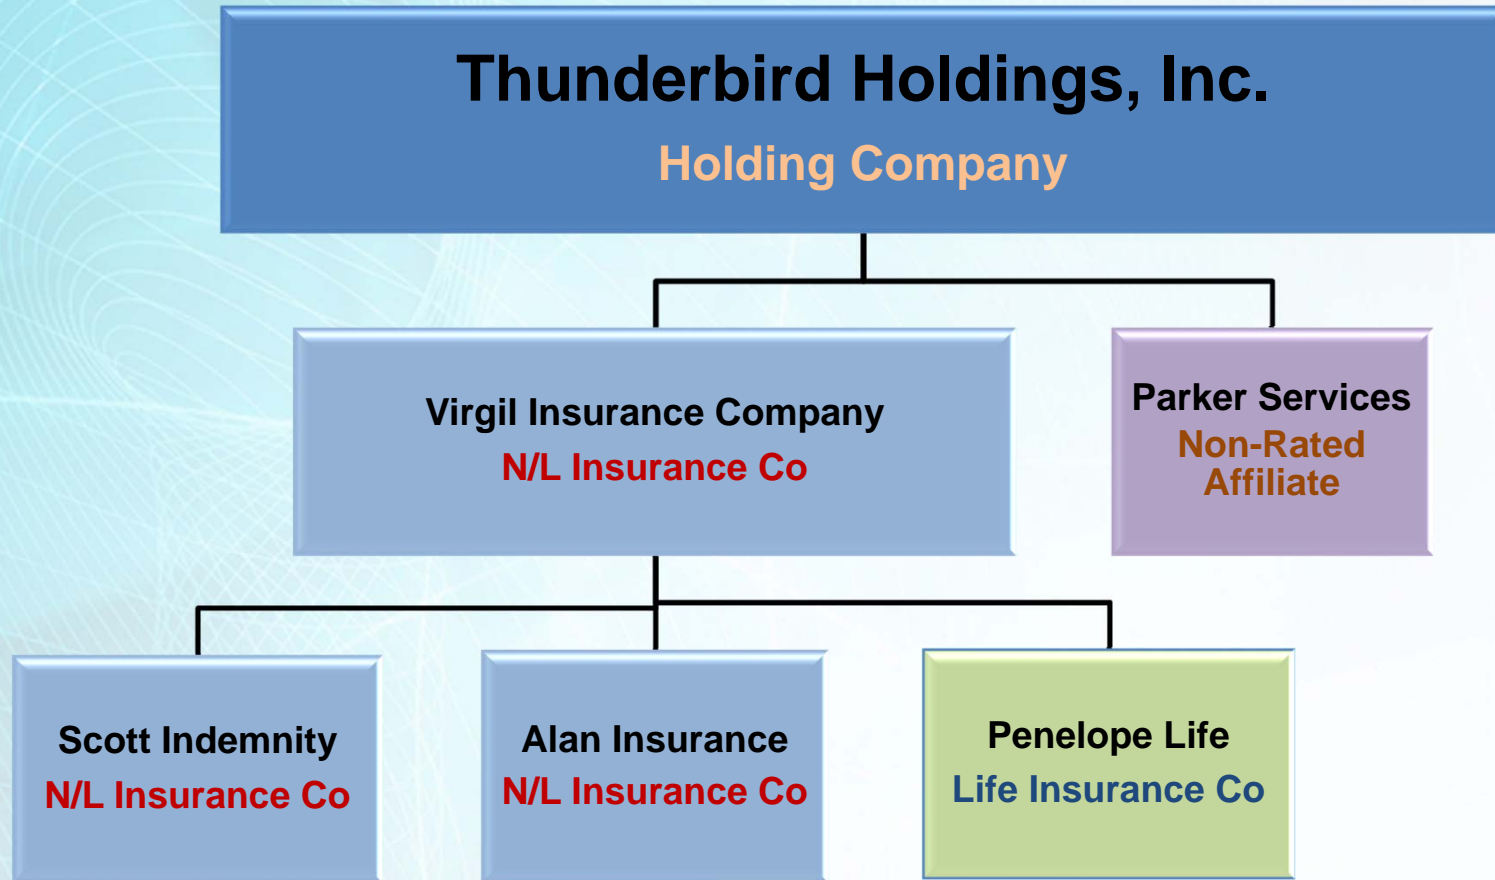 Thunderbird Holdings, Inc.
Holding Company
Virgil Insurance Company
N/L Insurance Co
Parker Services
Non-Rated
Affiliate
Scott Indemnity
N/L Insurance Co
Alan Insurance
N/L Insurance Co
Penelope Life
Life Insurance Co